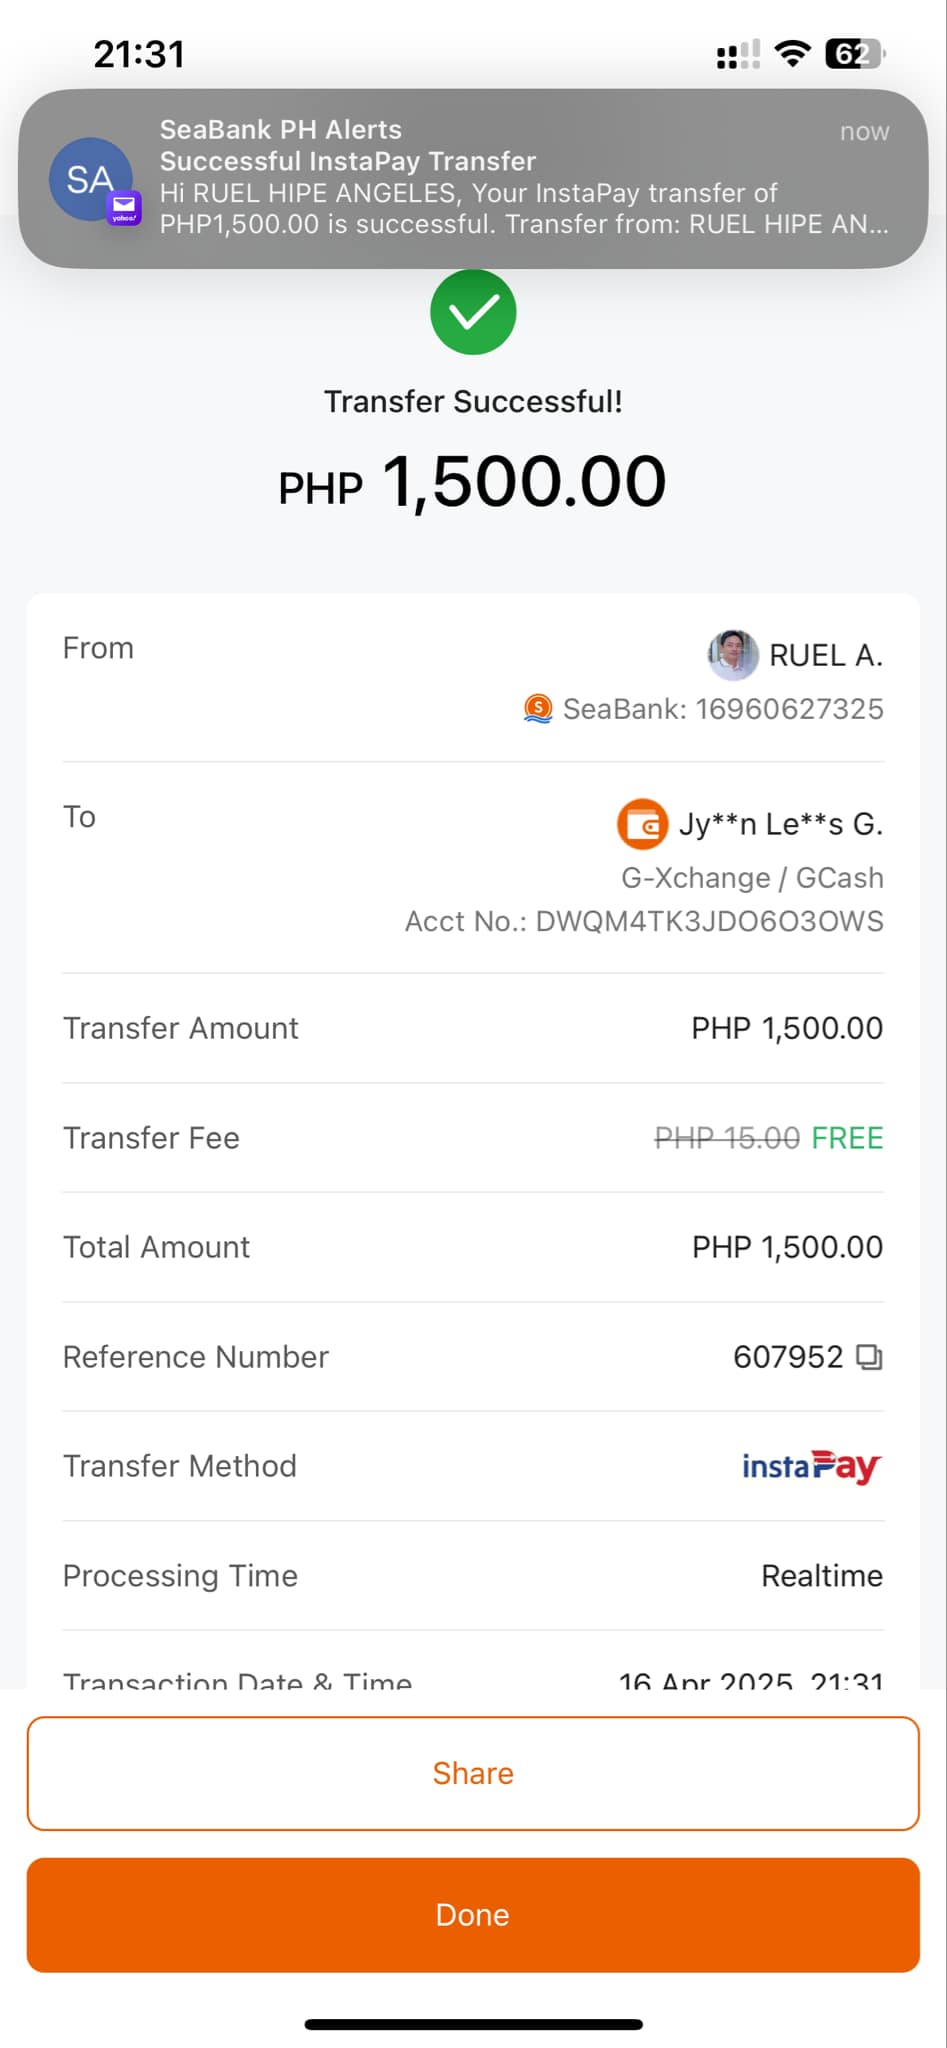 21:31
62
SeaBank PH Alerts
now
Successful InstaPay Transfer
SA
Hi RUEL HIPE ANGELES, Your InstaPay transfer of
yahoo!
PHP1,500.00 is successful. Transfer from: RUEL HIPE AN...
Transfer Successful!
PHP 1,500.00
From
RUEL A.
S
SeaBank: 16960627325
To
Jy**n Le**s G.
G-Xchange / GCash
Acct No.: DWQM4TK3JDO6O3OWS
Transfer Amount
PHP 1,500.00
Transfer Fee
PHP 15.00 FREE
Total Amount
PHP 1,500.00
Reference Number
607952
Transfer Method
instaPay
Processing Time
Realtime
Transaction Date & Time
16 Apr 2025, 21:31
Share
Done